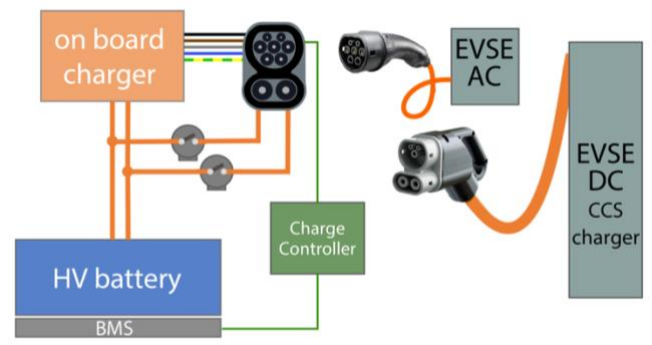 on board
charger
EVSE
AC
EVSE
DC
CCS
charger
Charge
Controller
HV battery
BMS